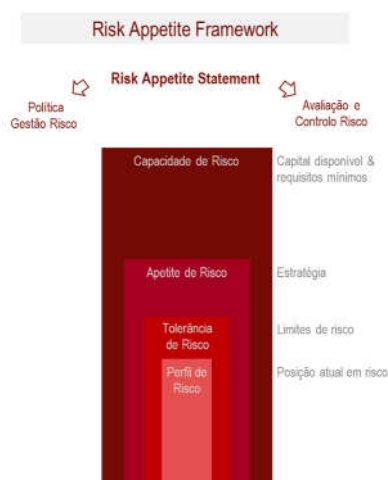 Risk Appetite Framework
Risk Appetite Statement
Política
Gestão Risco
Avaliação e
Controlo Risco
Capacidade de Risco
Capital disponível &
requisitos mínimos
Apetite de Risco
Estratégia
Tolerância
de Risco
Limites de risco
Perfil de
Risco
Posição atual em risco